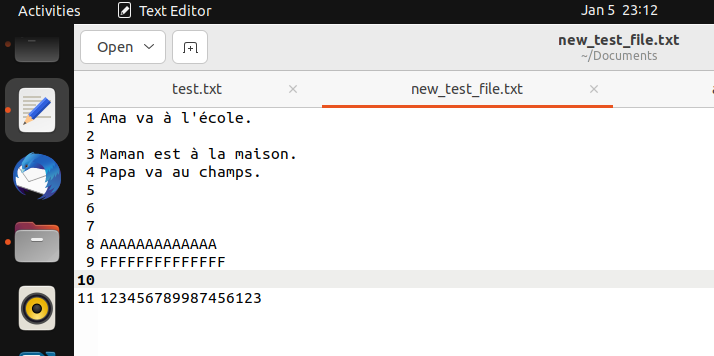 Activities Text Editor Jan 5 23:12
Open new_test_file.txt
~/Documents
test.txt × new_test_file.txt ×
1 Ama va à l'école.
2
3 Maman est à la maison.
4 Papa va au champs.
5
6
7
8 AAAAAAAAAAAAA
9 FFFFFFFFFFFFFF
10
11 123456789987456123